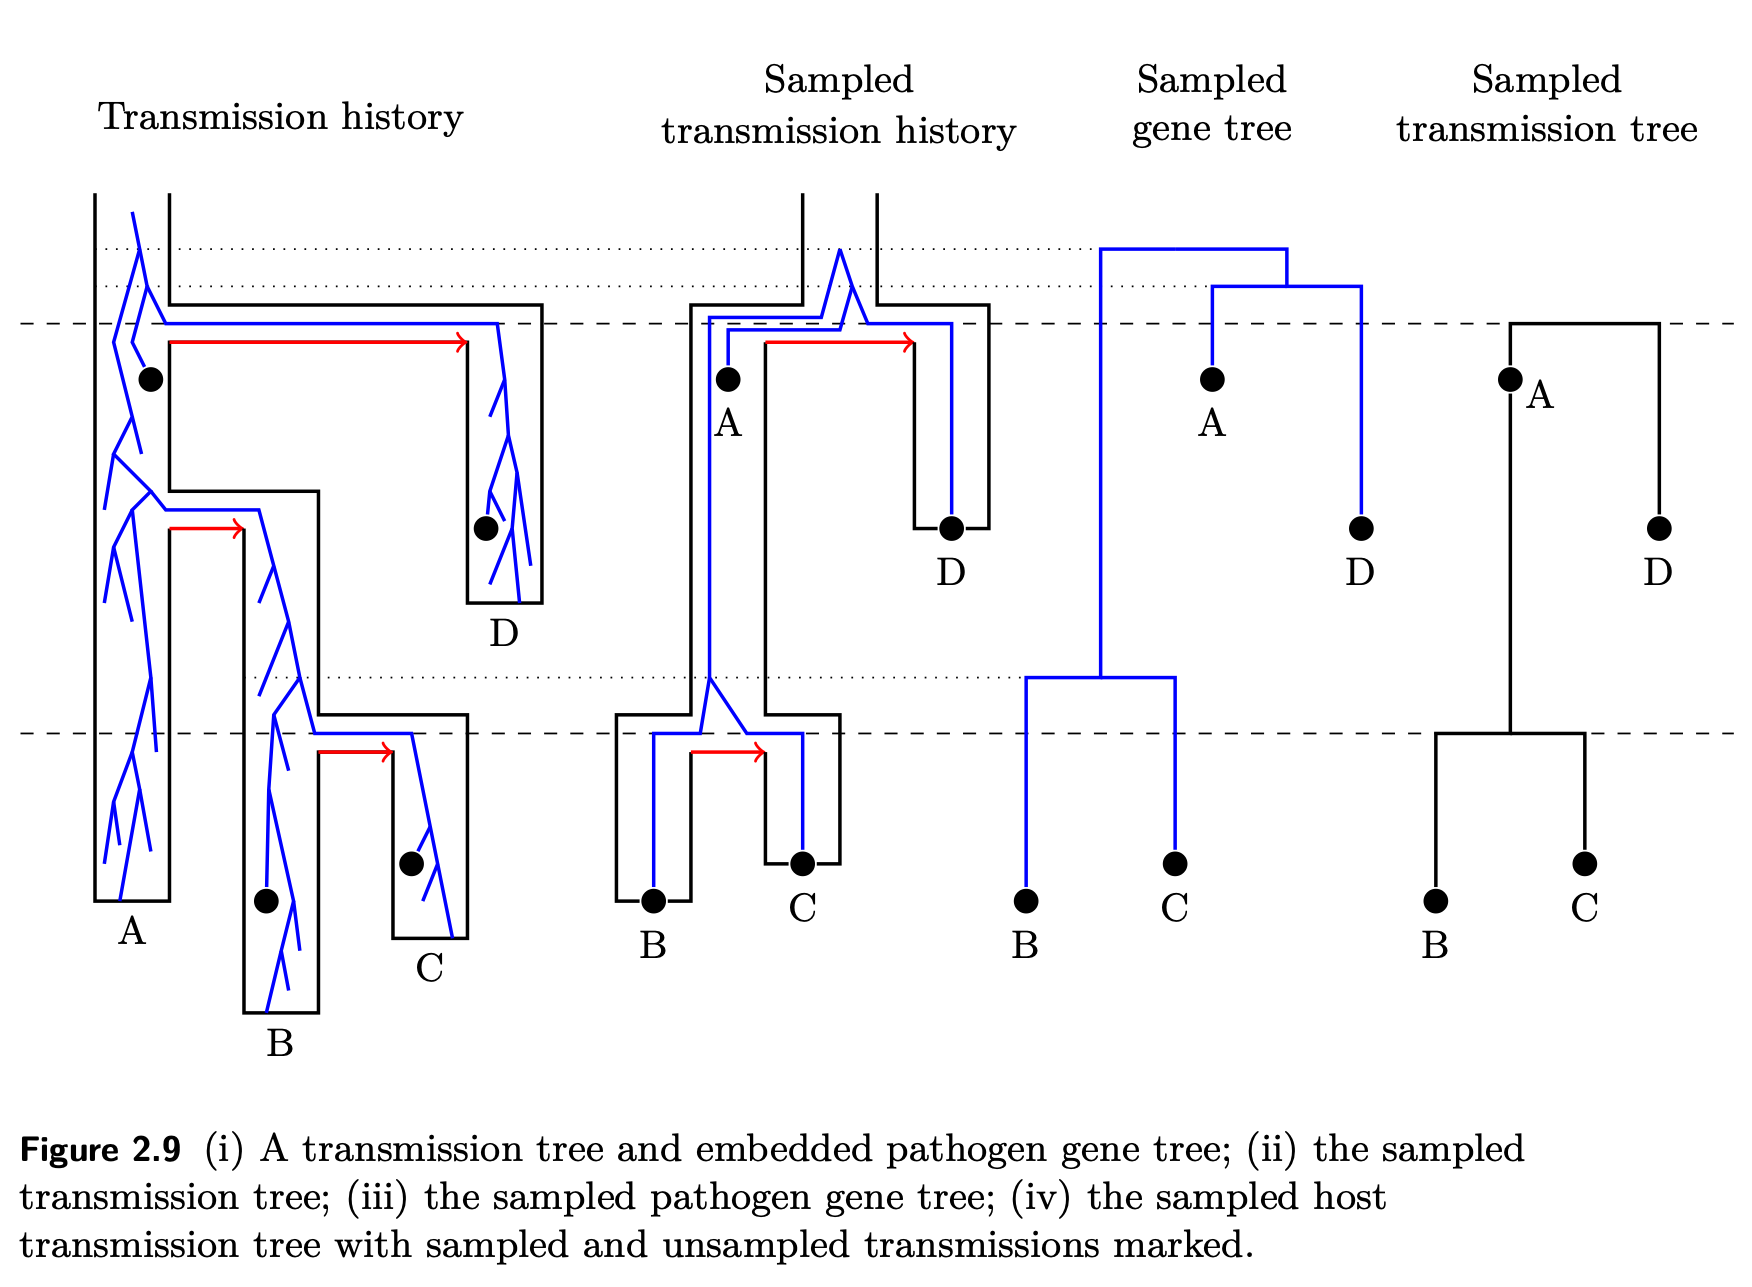 Transmission history
Sampled
transmission history
Sampled
gene tree
Sampled
transmission tree
A
B
C
D
A
D
B
C
A
D
B
C
A
D
B
C
Figure 2.9 (i) A transmission tree and embedded pathogen gene tree; (ii) the sampled
transmission tree; (iii) the sampled pathogen gene tree; (iv) the sampled host
transmission tree with sampled and unsampled transmissions marked.